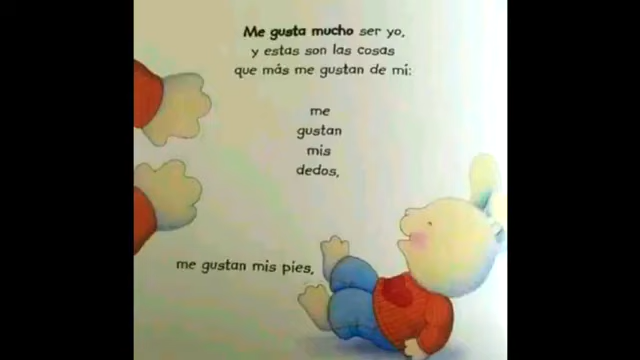 Me gusta mucho ser yo,
y estas son las cosas
que más me gustan de mi:
me
gustan
mis
dedos,
me gustan mis pies,